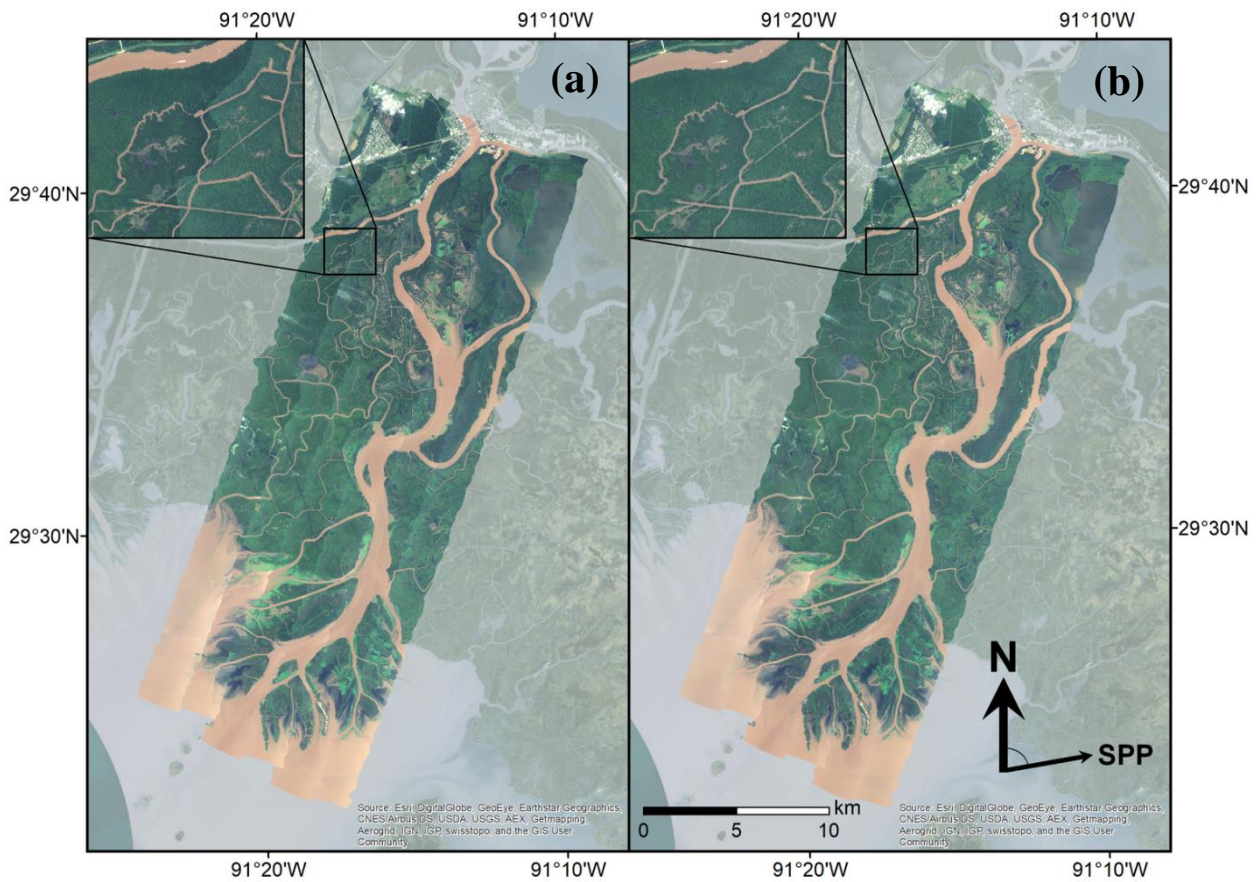 91°20'W 91°10'W 91°20'W 91°10'W
(a) (b)
29°40'N 29°40'N
29°30'N 29°30'N
N
SPP
km
0 5 10
Source: Esri, DigitalGlobe, GeoEye, Earthstar Geographics,
CNES/Airbus DS, USDA, USGS, AEX, Getmapping,
Aerogrid, IGN, IGP, swisstopo, and the GIS User
Community
Source: Esri, DigitalGlobe, GeoEye, Earthstar Geographics,
CNES/Airbus DS, USDA, USGS, AEX, Getmapping,
Aerogrid, IGN, IGP, swisstopo, and the GIS User
Community
91°20'W 91°10'W 91°20'W 91°10'W